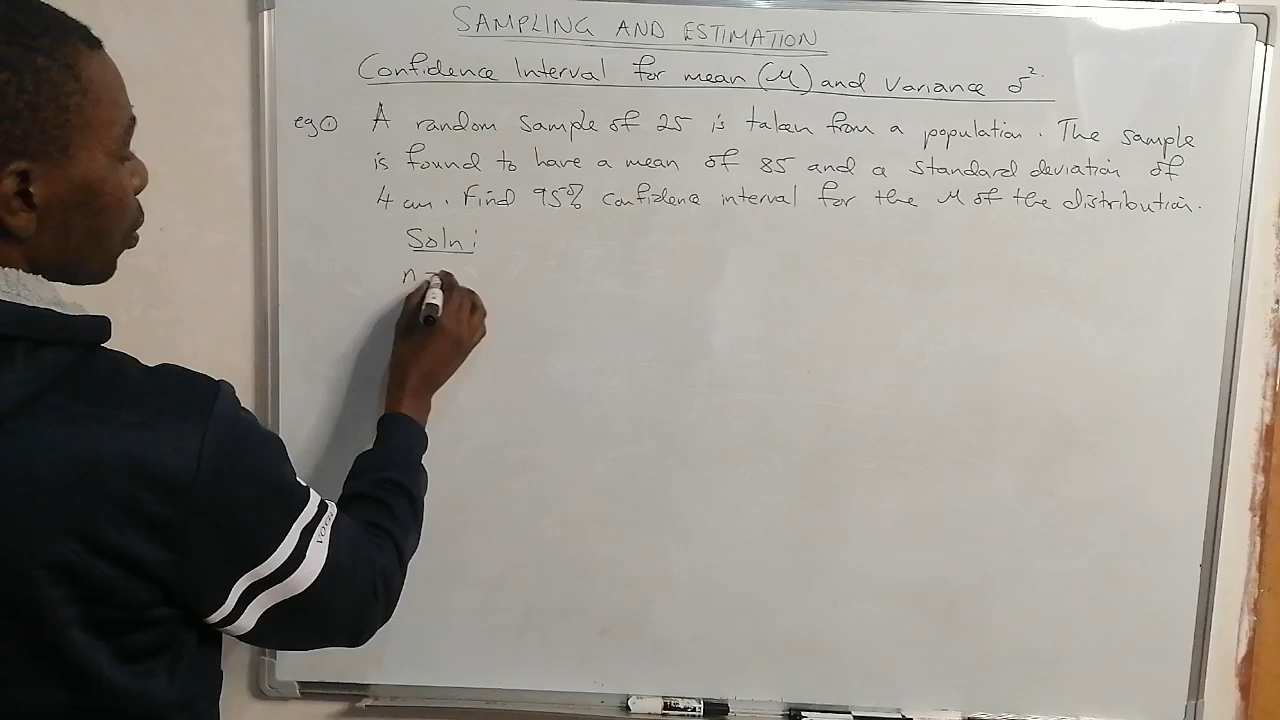 SAMPLING AND ESTIMATION
Confidence Interval for mean (μ) and Variance δ².
eg① A random sample of 25 is taken from a population. The sample
is found to have a mean of 85 and a standard deviation of
4 cm. Find 95% confidence interval for the μ of the distribution.
Soln:
n =